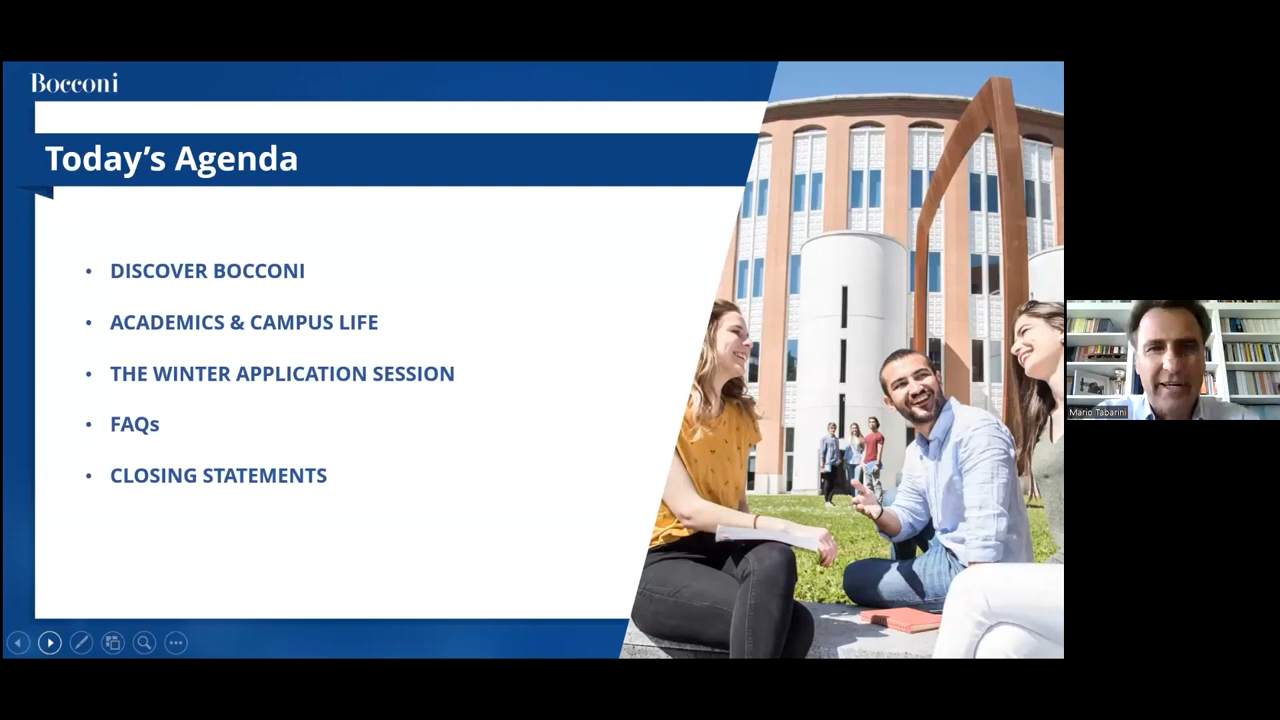 Bocconi
Today's Agenda
• DISCOVER BOCCONI
• ACADEMICS & CAMPUS LIFE
• THE WINTER APPLICATION SESSION
• FAQs
• CLOSING STATEMENTS
Mario Tabarini